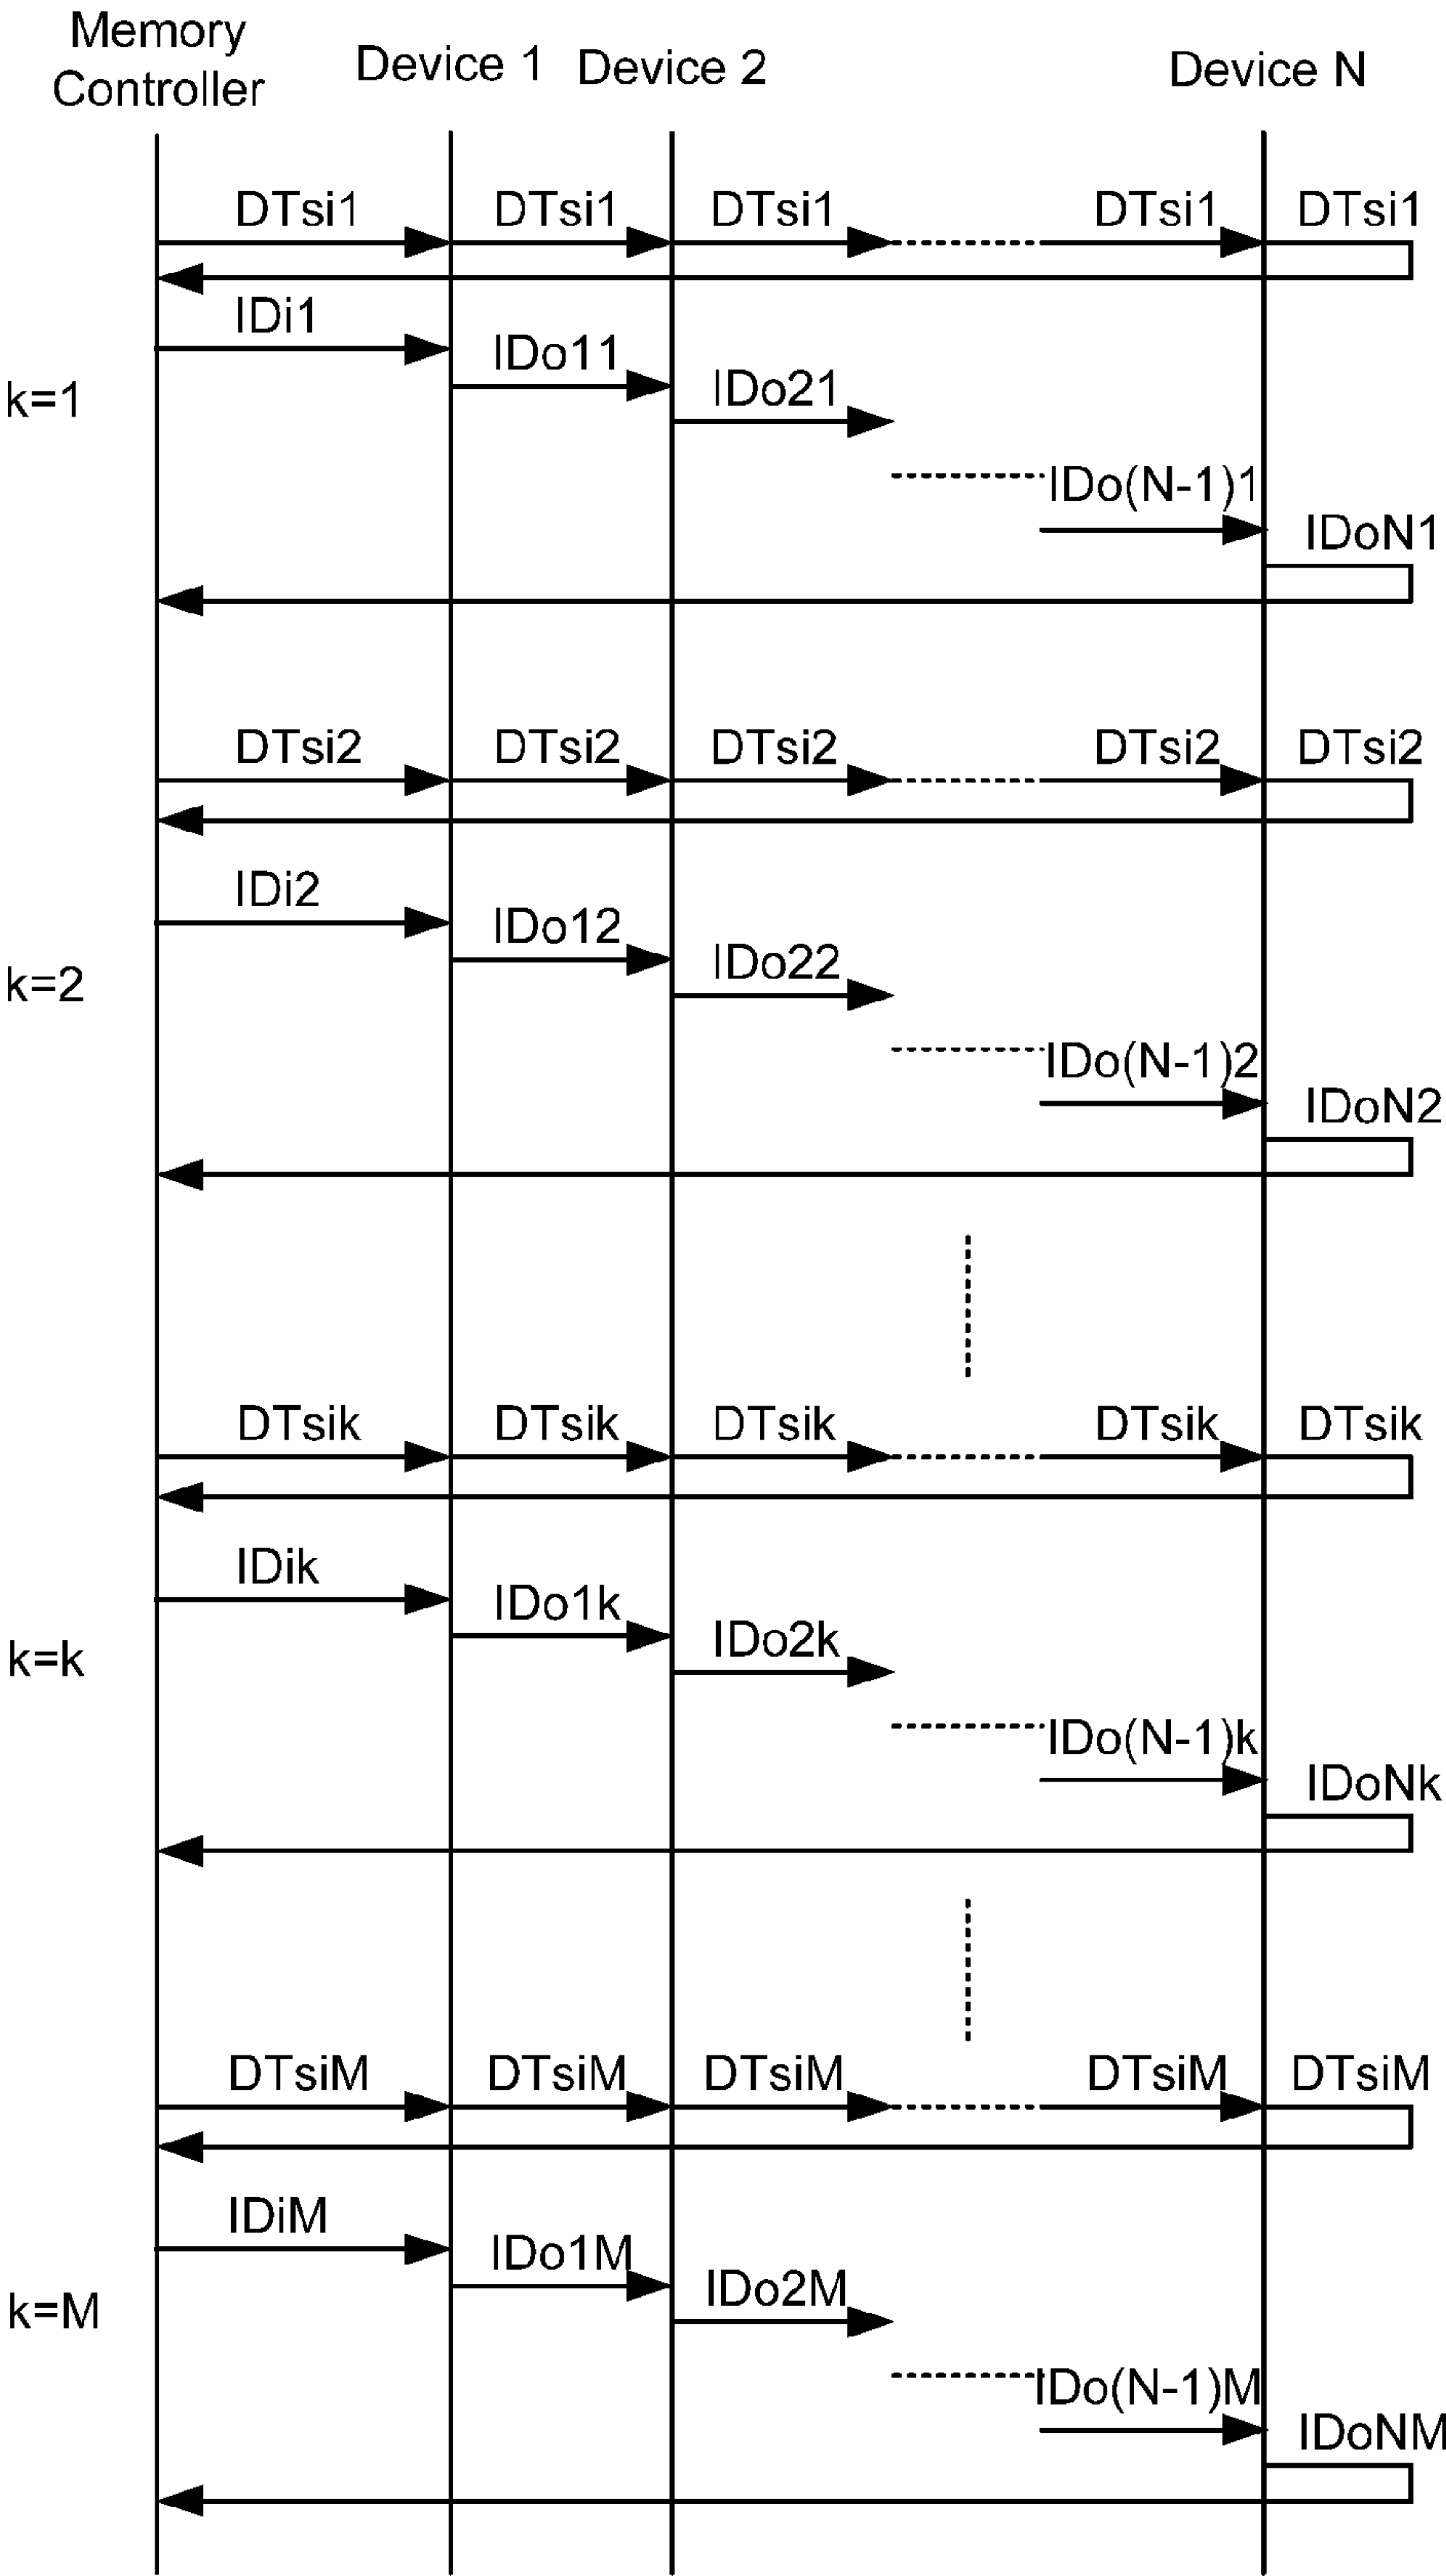 Memory
Controller
Device 1
Device 2
Device N
DTsi1
DTsi1
DTsi1
DTsi1
DTsi1
IDi1
IDo11
IDo21
k=1
IDo(N-1)1
IDoN1
DTsi2
DTsi2
DTsi2
DTsi2
DTsi2
IDi2
IDo12
IDo22
k=2
IDo(N-1)2
IDoN2
DTsik
DTsik
DTsik
DTsik
DTsik
IDik
IDo1k
IDo2k
k=k
IDo(N-1)k
IDoNk
DTsiM
DTsiM
DTsiM
DTsiM
DTsiM
IDiM
IDo1M
IDo2M
k=M
IDo(N-1)M
IDoNM